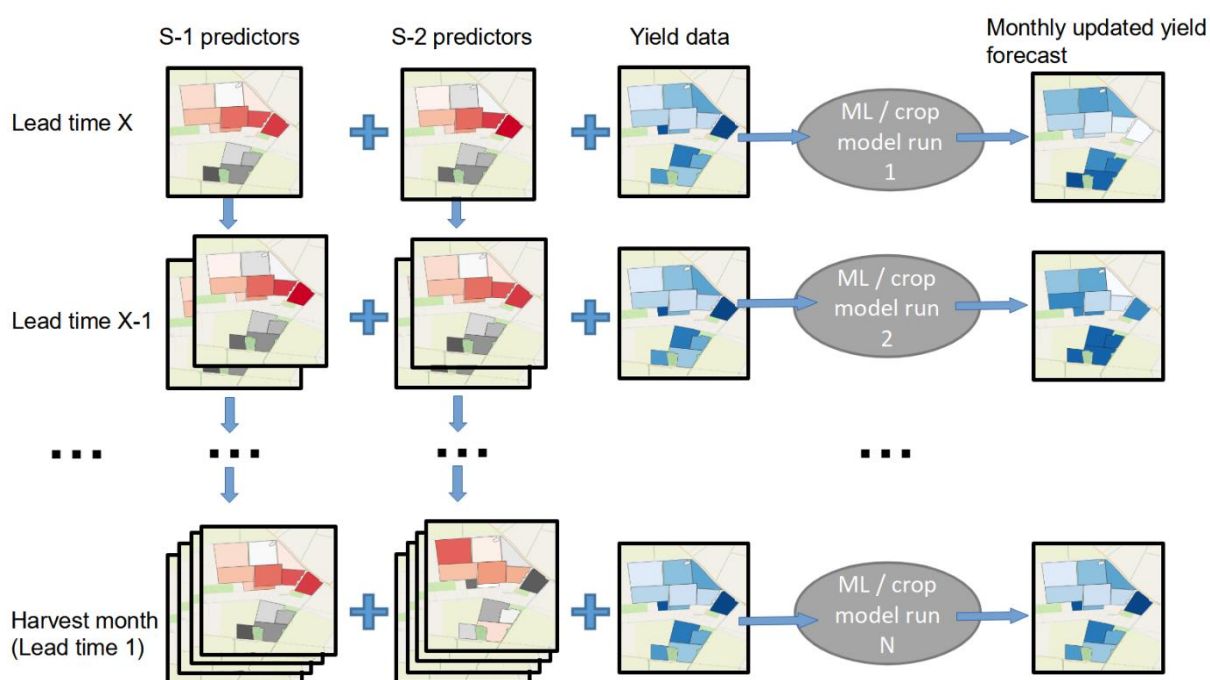 S-1 predictors
S-2 predictors
Yield data
Monthly updated yield
forecast
Lead time X
ML / crop
model run
1
Lead time X-1
ML / crop
model run
2
...
...
...
...
Harvest month
(Lead time 1)
ML / crop
model run
N